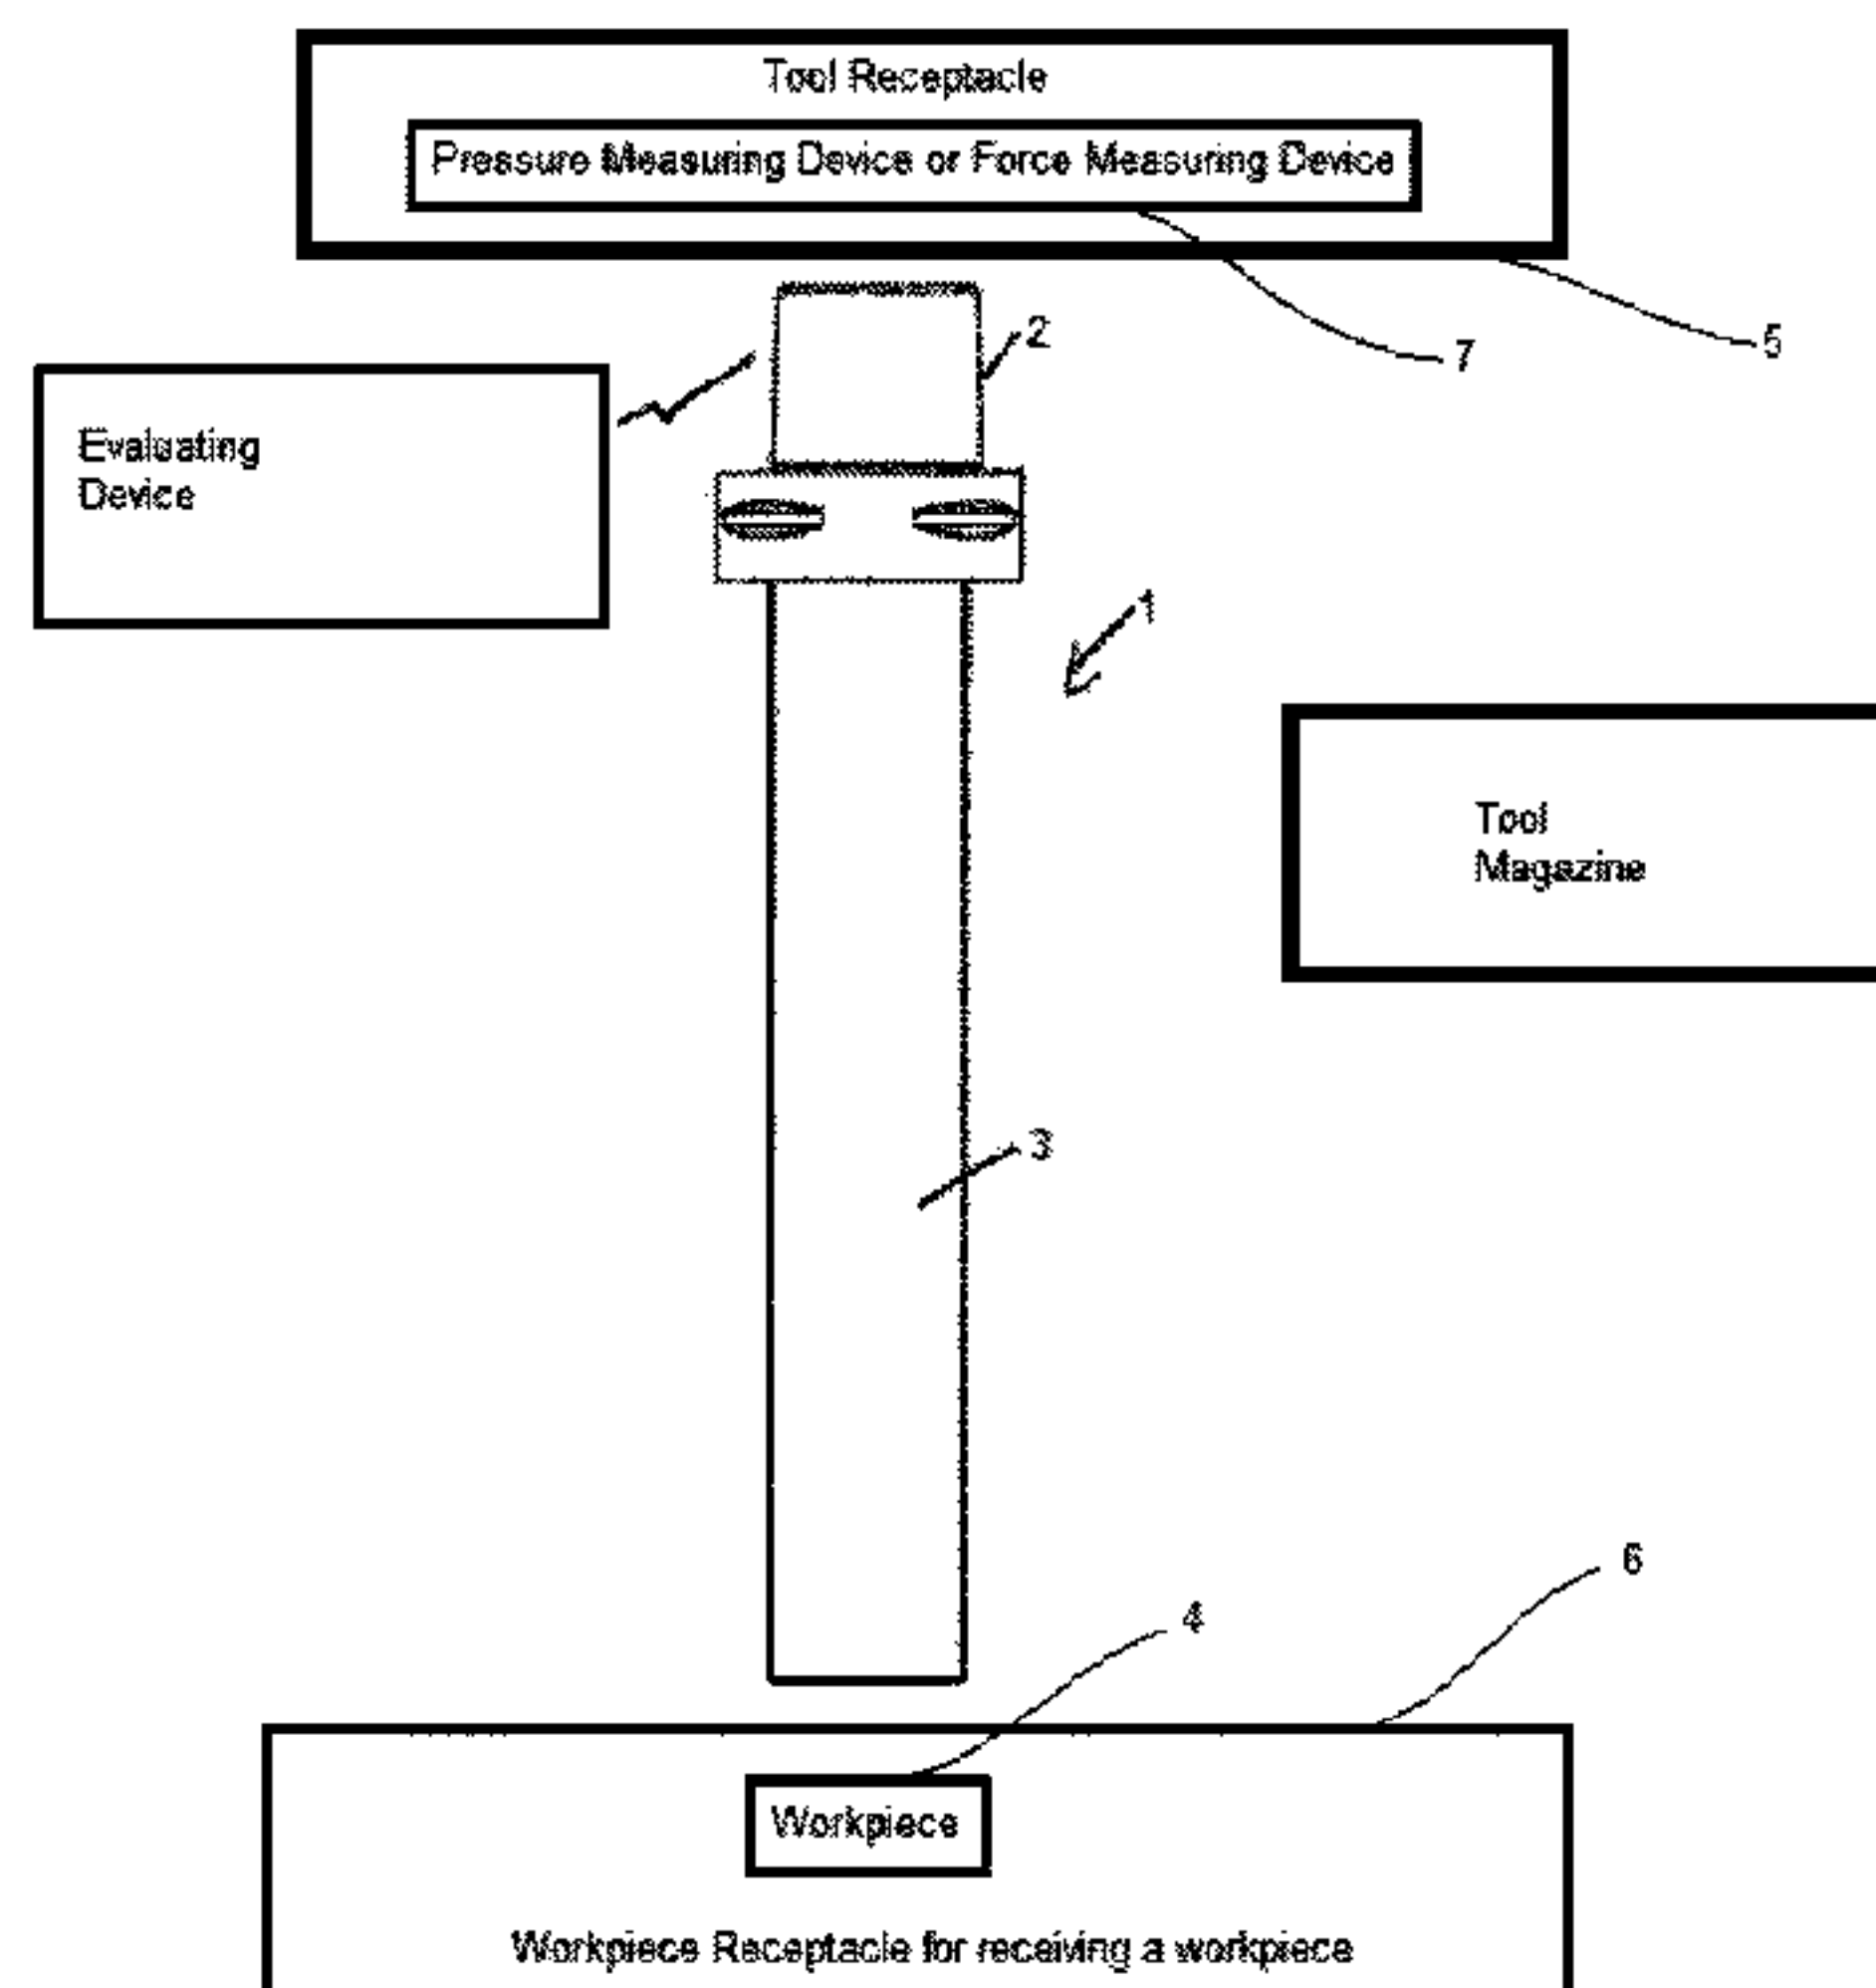 Tool Receptacle
Pressure Measuring Device or Force Measuring Device
2
5
7
Evaluating
Device
1
Tool
Magazine
3
6
4
Workpiece
Workpiece Receptacle for receiving a workpiece